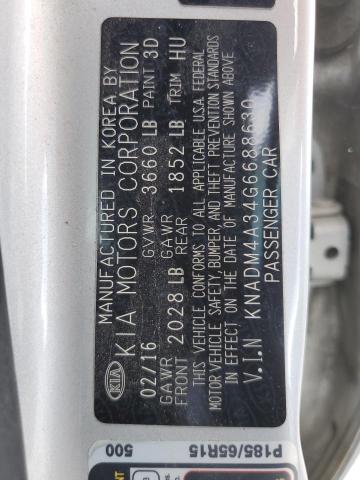 MANUFACTURED IN KOREA BY
KIA KIA MOTORS CORPORATION
02/16 GVWR 3660 LB PAINT 3D
GAWR GAWR TRIM HU
FRONT 2028 LB REAR 1852 LB
THIS VEHICLE CONFORMS TO ALL APPLICABLE U.S.A. FEDERAL
MOTOR VEHICLE SAFETY, BUMPER, AND THEFT PREVENTION STANDARDS
IN EFFECT ON THE DATE OF MANUFACTURE SHOWN ABOVE
V.I.N KNADM4A34G6688630
PASSENGER CAR
500 P185/65R15